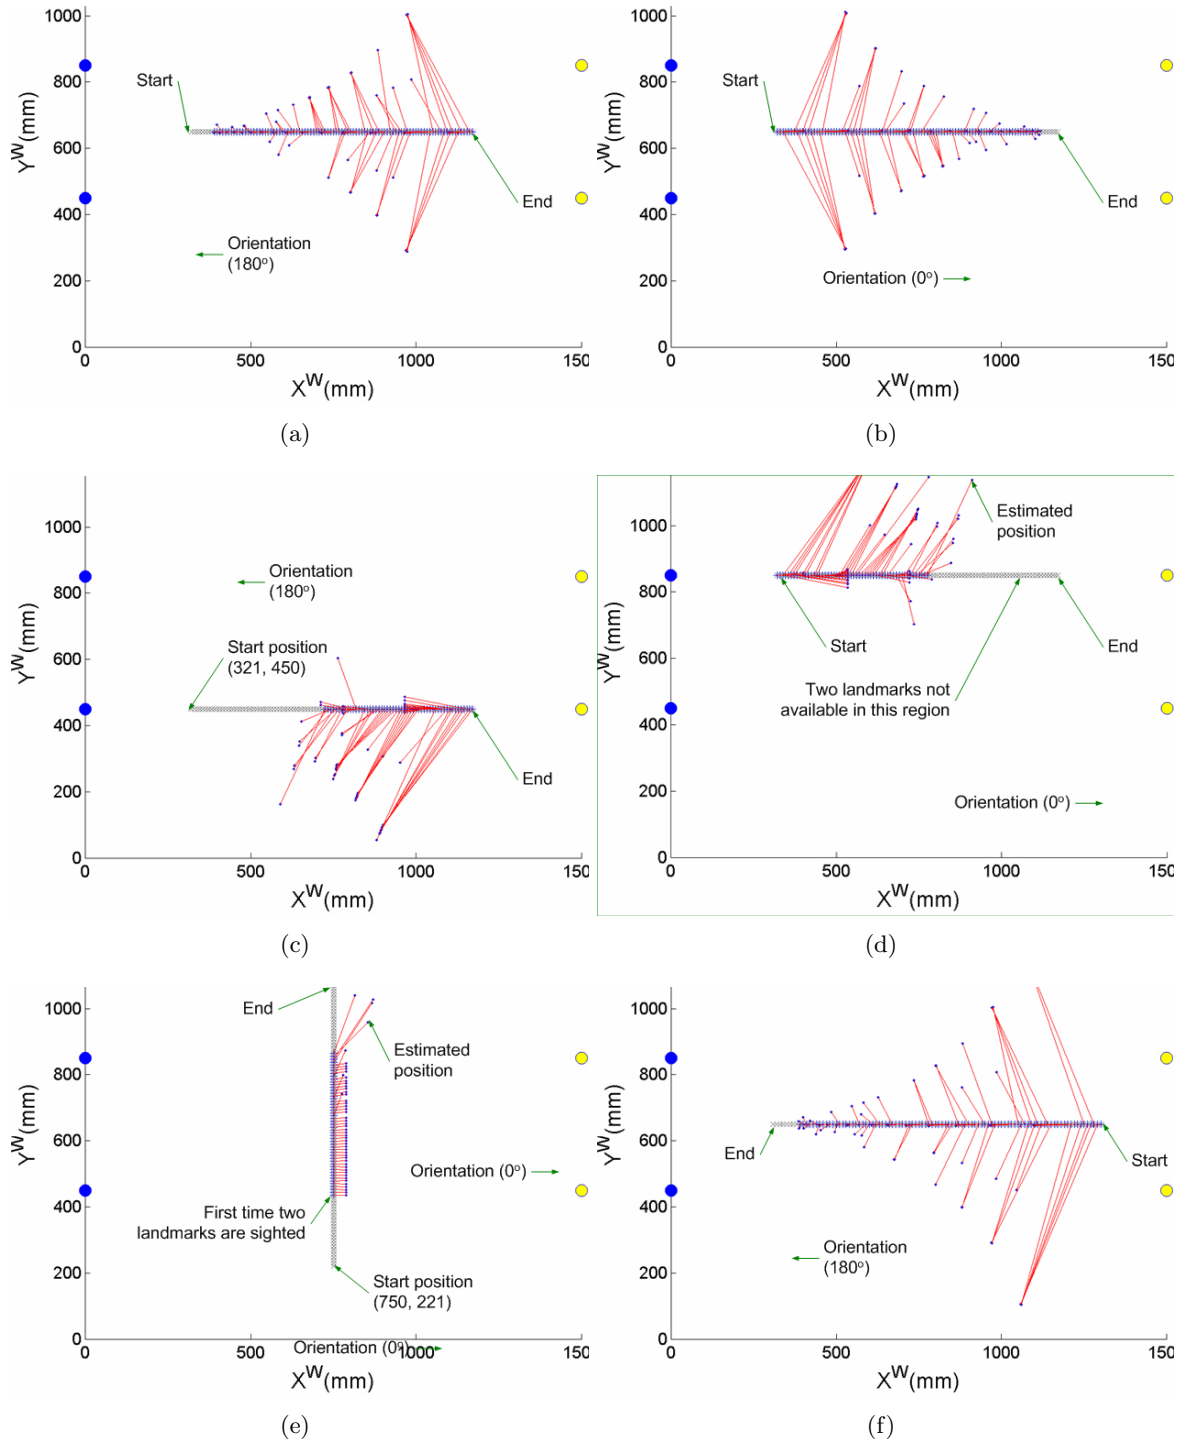 1000
800
600
400
200
0
Y^W(mm)
Start
End
Orientation
(180°)
0
500
1000
150
X^W(mm)
(a)
1000
800
600
400
200
0
Y^W(mm)
Start
End
Orientation (0°)
0
500
1000
150
X^W(mm)
(b)
1000
800
600
400
200
0
Y^W(mm)
Orientation
(180°)
Start position
(321, 450)
End
0
500
1000
150
X^W(mm)
(c)
1000
800
600
400
200
0
Y^W(mm)
Estimated
position
Start
End
Two landmarks not
available in this region
Orientation (0°)
0
500
1000
150
X^W(mm)
(d)
1000
800
600
400
200
0
Y^W(mm)
End
Estimated
position
Orientation (0°)
First time two
landmarks are sighted
Start position
(750, 221)
Orientation (0°)
0
500
1000
150
X^W(mm)
(e)
1000
800
600
400
200
0
Y^W(mm)
End
Start
Orientation
(180°)
0
500
1000
150
X^W(mm)
(f)